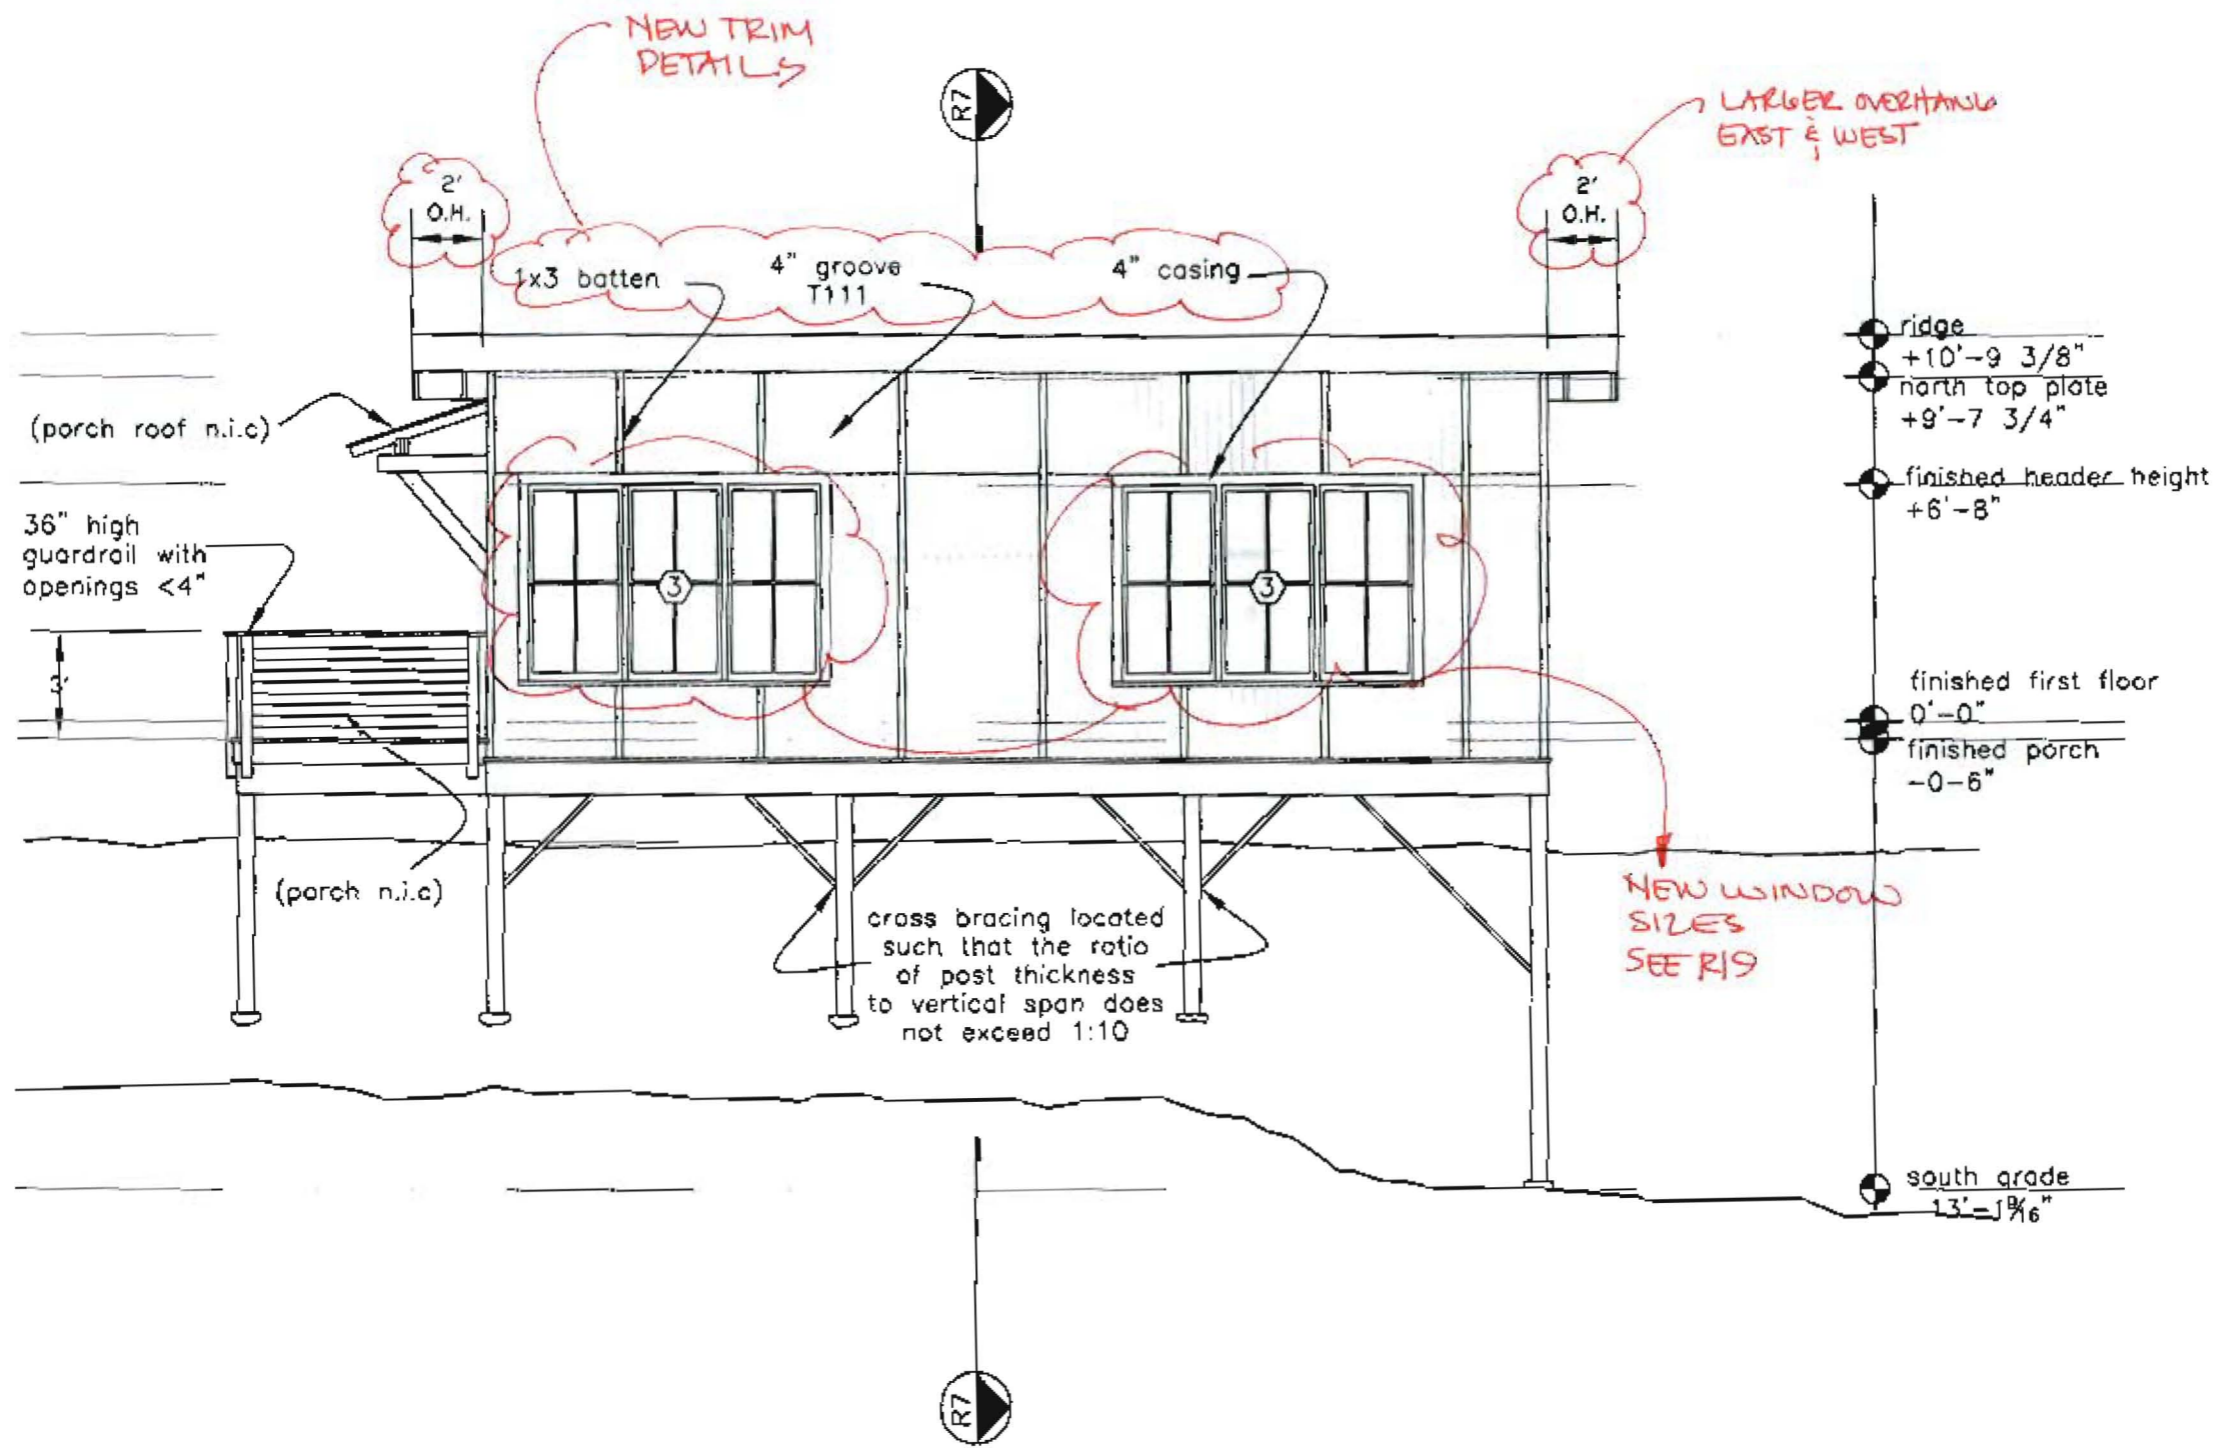 NEW TRIM
DETAILS
R7
LARGER OVERHANG
EAST & WEST
2'
O.H.
2'
O.H.
1x3 batten
4" groove
T111
4" casing
ridge
+10'-9 3/8"
north top plate
+9'-7 3/4"
(porch roof n.i.c)
finished header height
+6'-8"
36" high
guardrail with
openings <4"
3
3
3'
finished first floor
0'-0"
finished porch
-0-6"
(porch n.i.c)
cross bracing located
such that the ratio
of post thickness
to vertical span does
not exceed 1:10
NEW WINDOW
SIZES
SEE R19
south grade
R7